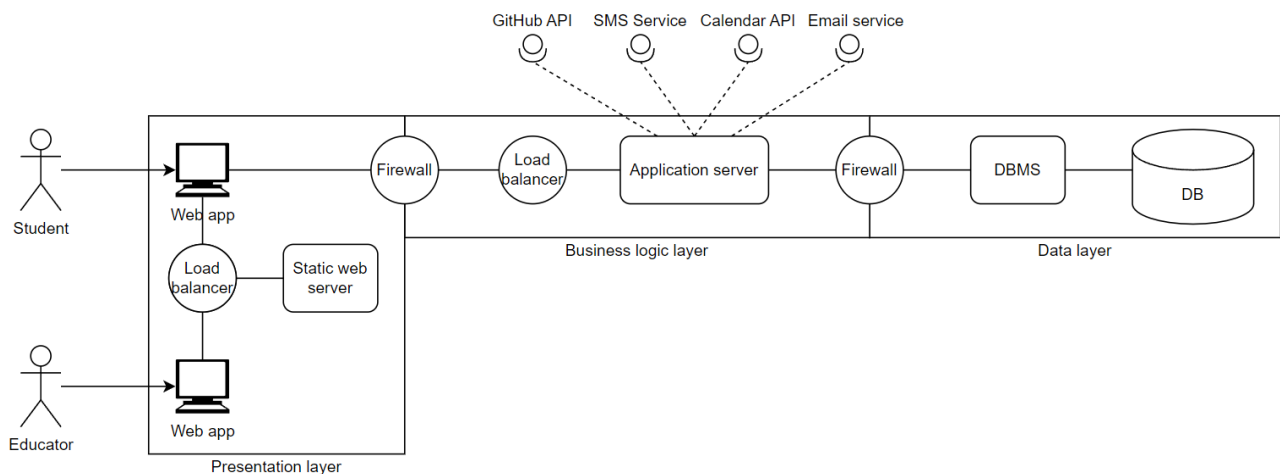 GitHub API
SMS Service
Calendar API
Email service
Student
Web app
Firewall
Load
balancer
Application server
Firewall
DBMS
DB
Business logic layer
Data layer
Load
balancer
Static web
server
Educator
Web app
Presentation layer